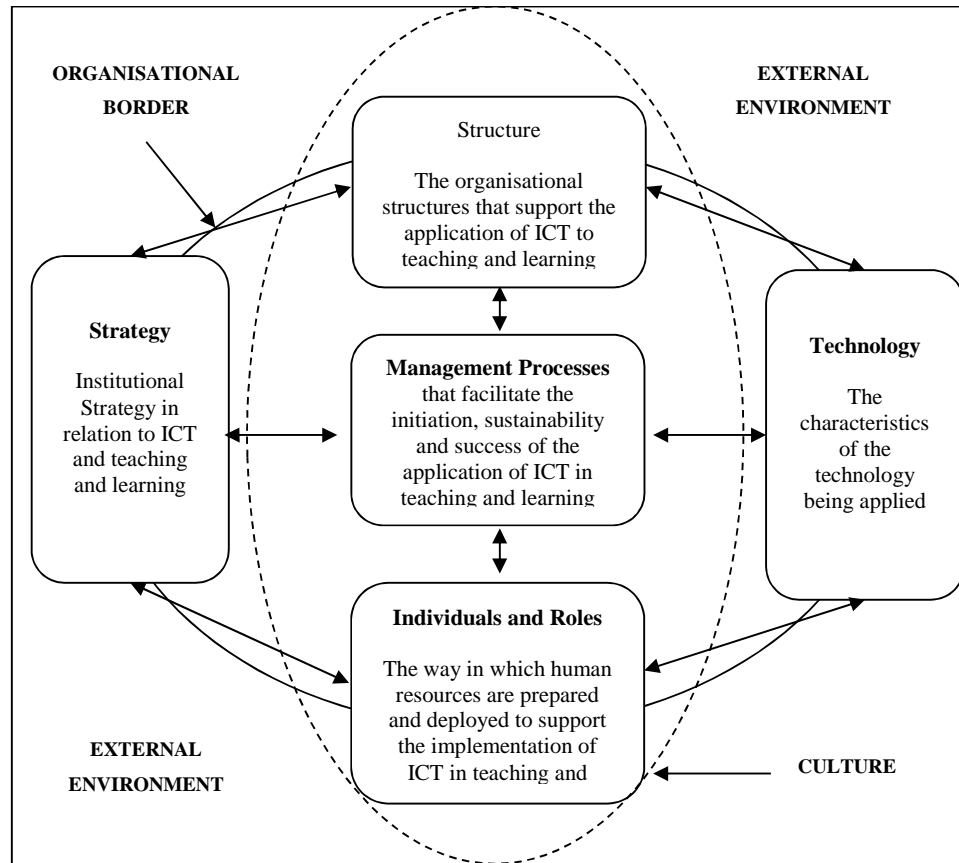 ORGANISATIONAL
BORDER
EXTERNAL
ENVIRONMENT
Structure
The organisational
structures that support the
application of ICT to
teaching and learning
Strategy
Institutional
Strategy in
relation to ICT
and teaching
and learning
Management Processes
that facilitate the
initiation, sustainability
and success of the
application of ICT in
teaching and learning
Technology
The
characteristics
of the
technology
being applied
Individuals and Roles
The way in which human
resources are prepared
and deployed to support
the implementation of
ICT in teaching and
EXTERNAL
ENVIRONMENT
CULTURE